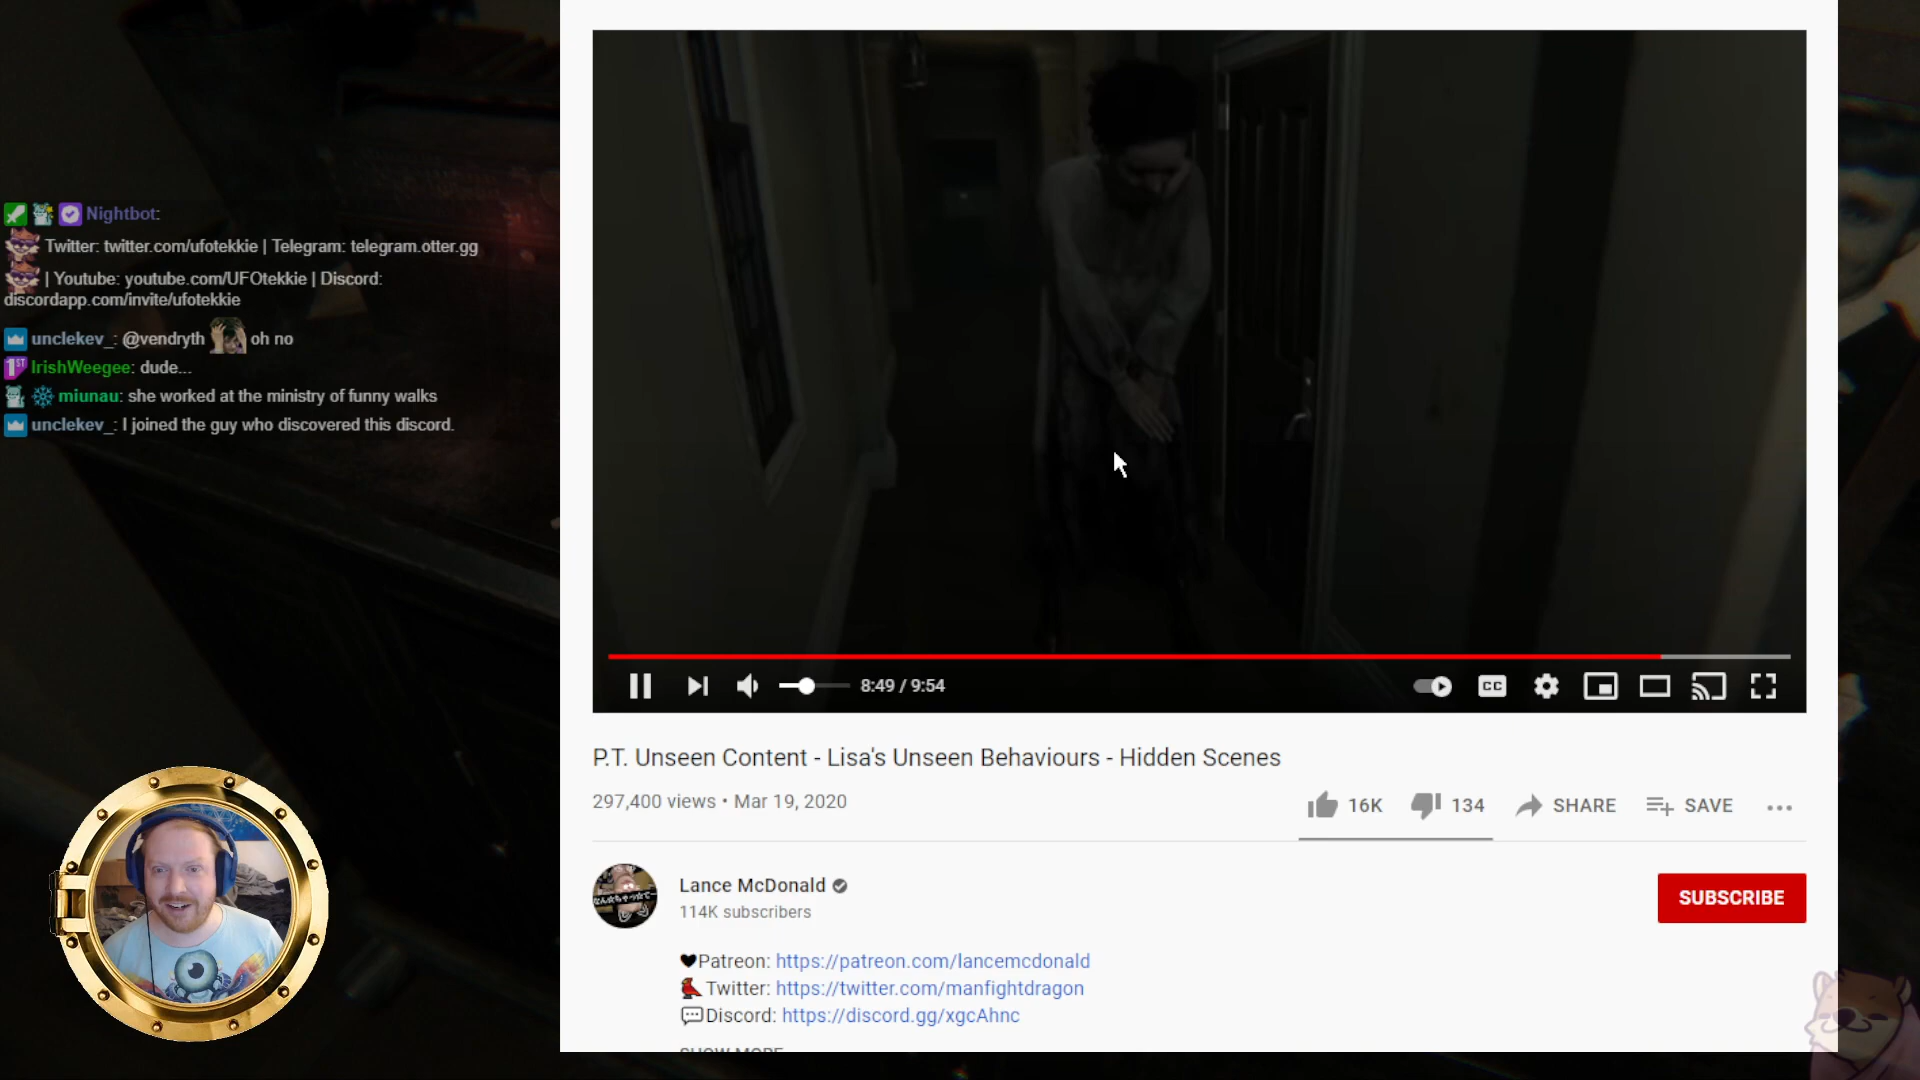 Nightbot:
Twitter: twitter.com/ufotekkie | Telegram: telegram.otter.gg
| Youtube: youtube.com/UFOtekkie | Discord:
discordapp.com/invite/ufotekkie
unclekev_: @vendryth oh no
1ST IrishWeegee: dude...
miunau: she worked at the ministry of funny walks
unclekev_: I joined the guy who discovered this discord.
8:49 / 9:54
CC
P.T. Unseen Content - Lisa's Unseen Behaviours - Hidden Scenes
297,400 views • Mar 19, 2020
16K 134 SHARE SAVE
Lance McDonald
114K subscribers
SUBSCRIBE
Patreon: https://patreon.com/lancemcdonald
Twitter: https://twitter.com/manfightdragon
Discord: https://discord.gg/xgcAhnc
SHOW MORE